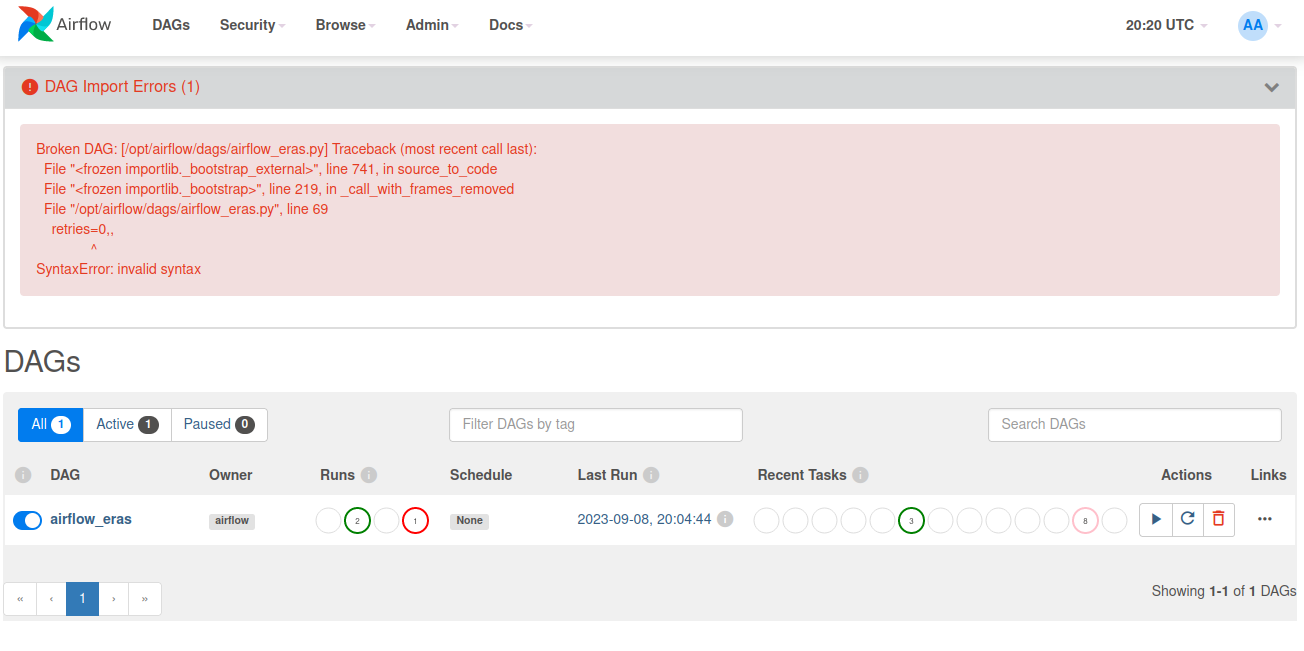 Airflow DAGs Security Browse Admin Docs 20:20 UTC AA
! DAG Import Errors (1)
Broken DAG: [/opt/airflow/dags/airflow_eras.py] Traceback (most recent call last):
File "<frozen importlib._bootstrap_external>", line 741, in source_to_code
File "<frozen importlib._bootstrap>", line 219, in _call_with_frames_removed
File "/opt/airflow/dags/airflow_eras.py", line 69
retries=0,,
^
SyntaxError: invalid syntax
DAGs
All 1 Active 1 Paused 0 Filter DAGs by tag Search DAGs
i DAG Owner Runs i Schedule Last Run i Recent Tasks i Actions Links
airflow_eras airflow 2 1 None 2023-09-08, 20:04:44 i 3 8 ...
« ‹ 1 › » Showing 1-1 of 1 DAGs